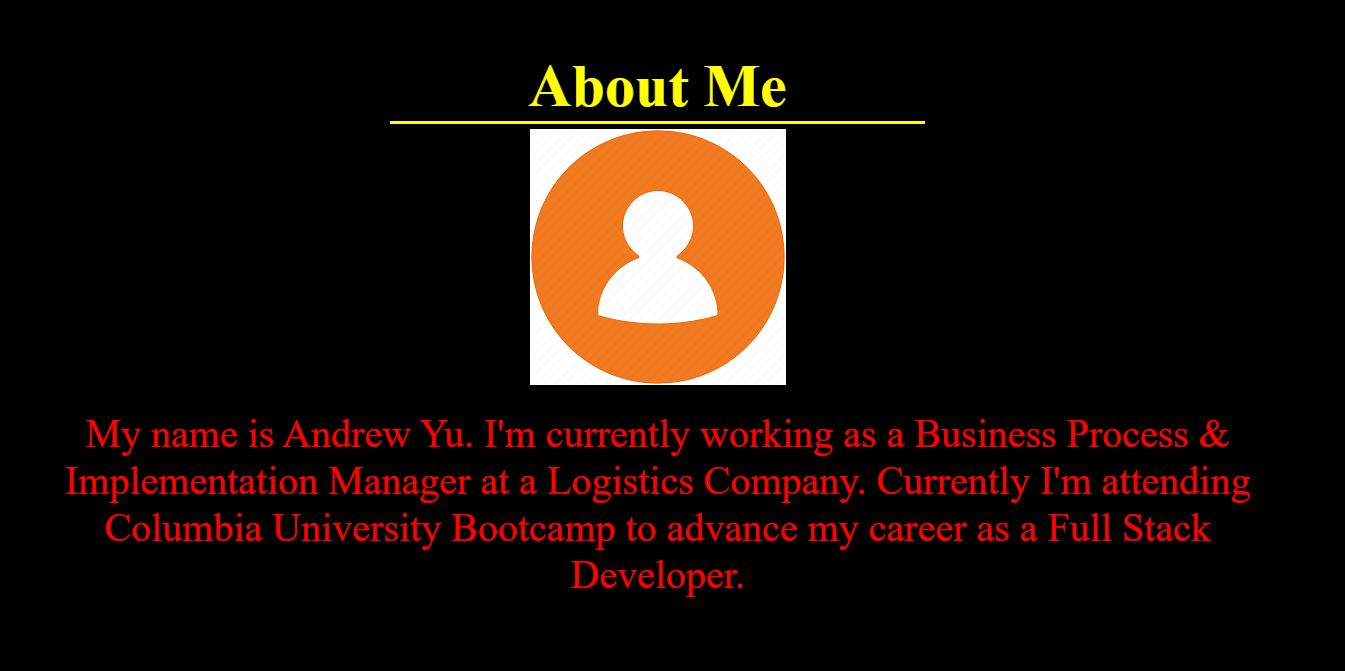 About Me
My name is Andrew Yu. I'm currently working as a Business Process &
Implementation Manager at a Logistics Company. Currently I'm attending
Columbia University Bootcamp to advance my career as a Full Stack
Developer.